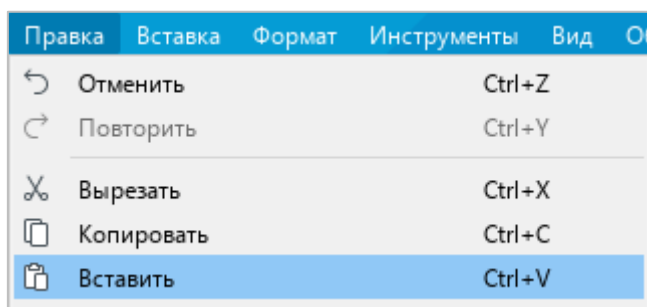 Правка Вставка Формат Инструменты Вид
Отменить Ctrl+Z
Повторить Ctrl+Y
Вырезать Ctrl+X
Копировать Ctrl+C
Вставить Ctrl+V